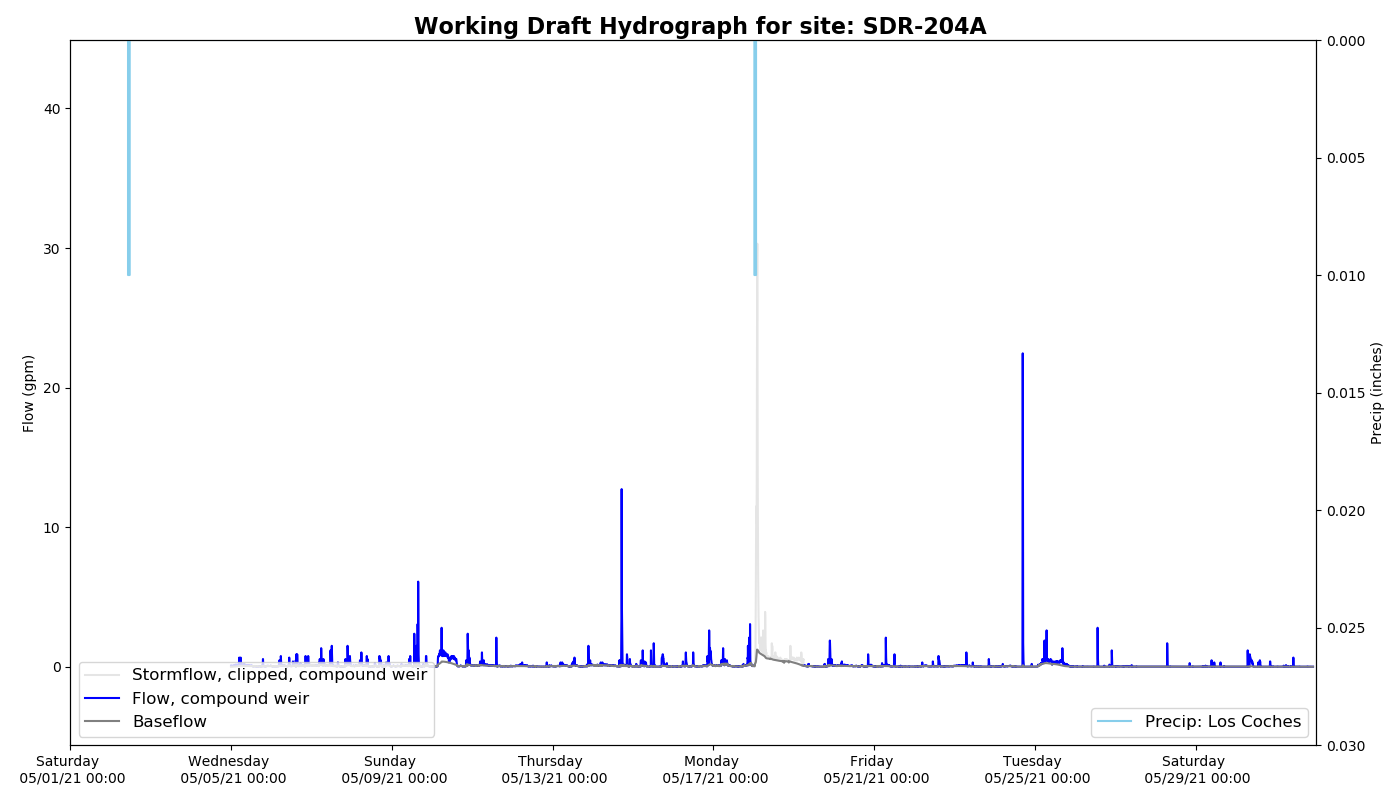 Working Draft Hydrograph for site: SDR-204A
Flow (gpm)
40
30
20
10
0
0.000
0.005
0.010
0.015
0.020
0.025
0.030
Precip (inches)
Stormflow, clipped, compound weir
Flow, compound weir
Baseflow
Precip: Los Coches
Saturday
05/01/21 00:00
Wednesday
05/05/21 00:00
Sunday
05/09/21 00:00
Thursday
05/13/21 00:00
Monday
05/17/21 00:00
Friday
05/21/21 00:00
Tuesday
05/25/21 00:00
Saturday
05/29/21 00:00